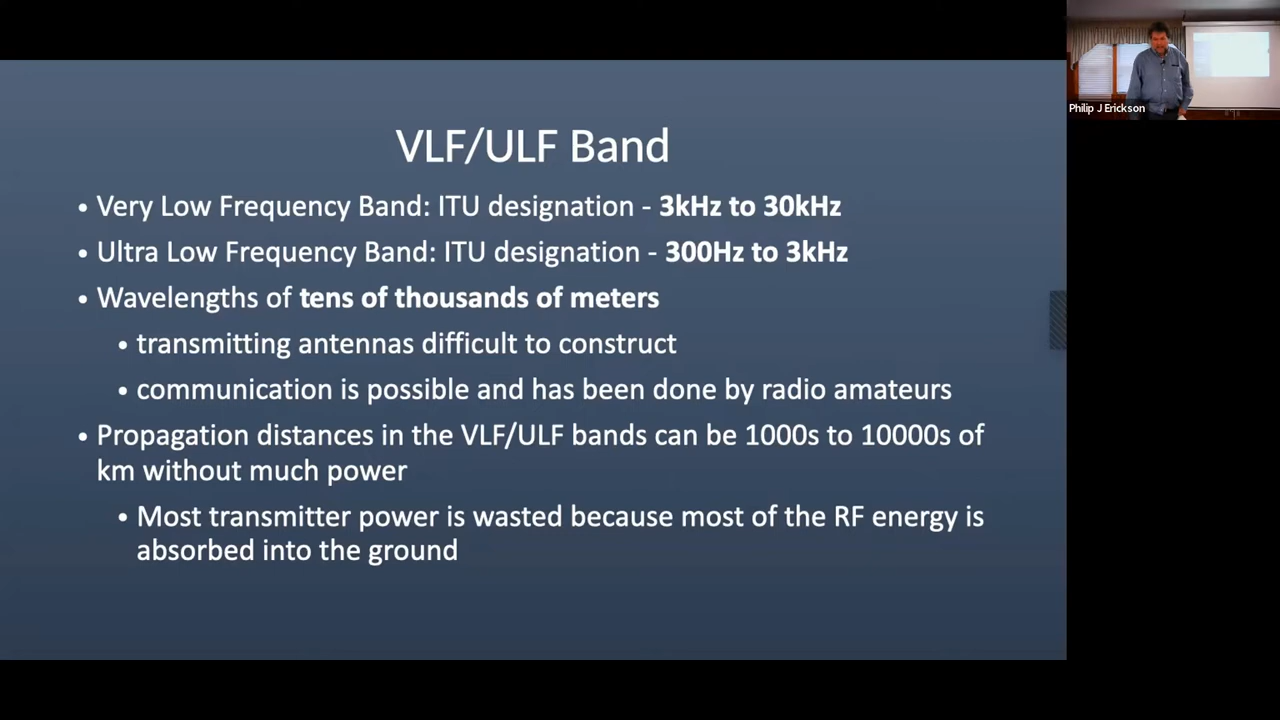 VLF/ULF Band
• Very Low Frequency Band: ITU designation - 3kHz to 30kHz
• Ultra Low Frequency Band: ITU designation - 300Hz to 3kHz
• Wavelengths of tens of thousands of meters
• transmitting antennas difficult to construct
• communication is possible and has been done by radio amateurs
• Propagation distances in the VLF/ULF bands can be 1000s to 10000s of
km without much power
• Most transmitter power is wasted because most of the RF energy is
absorbed into the ground
Philip J Erickson